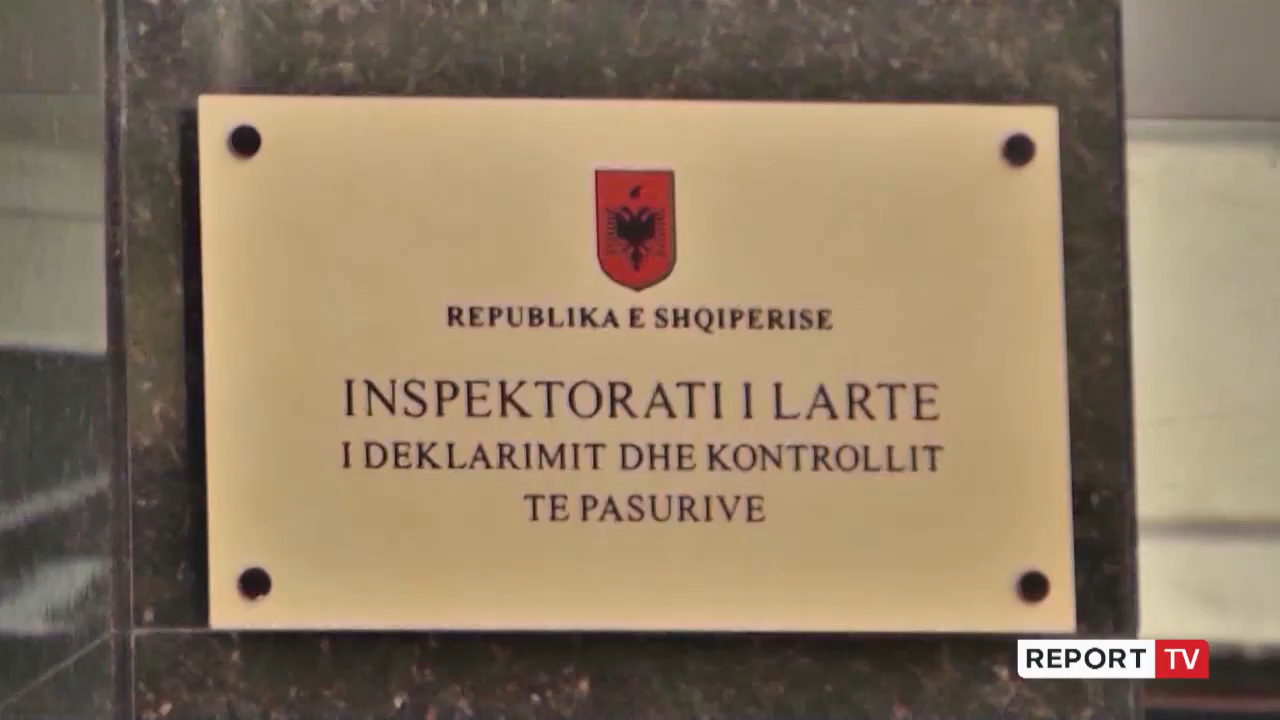 REPUBLIKA E SHQIPERISE
INSPEKTORATI I LARTE
I DEKLARIMIT DHE KONTROLLIT
TE PASURIVE
REPORT TV